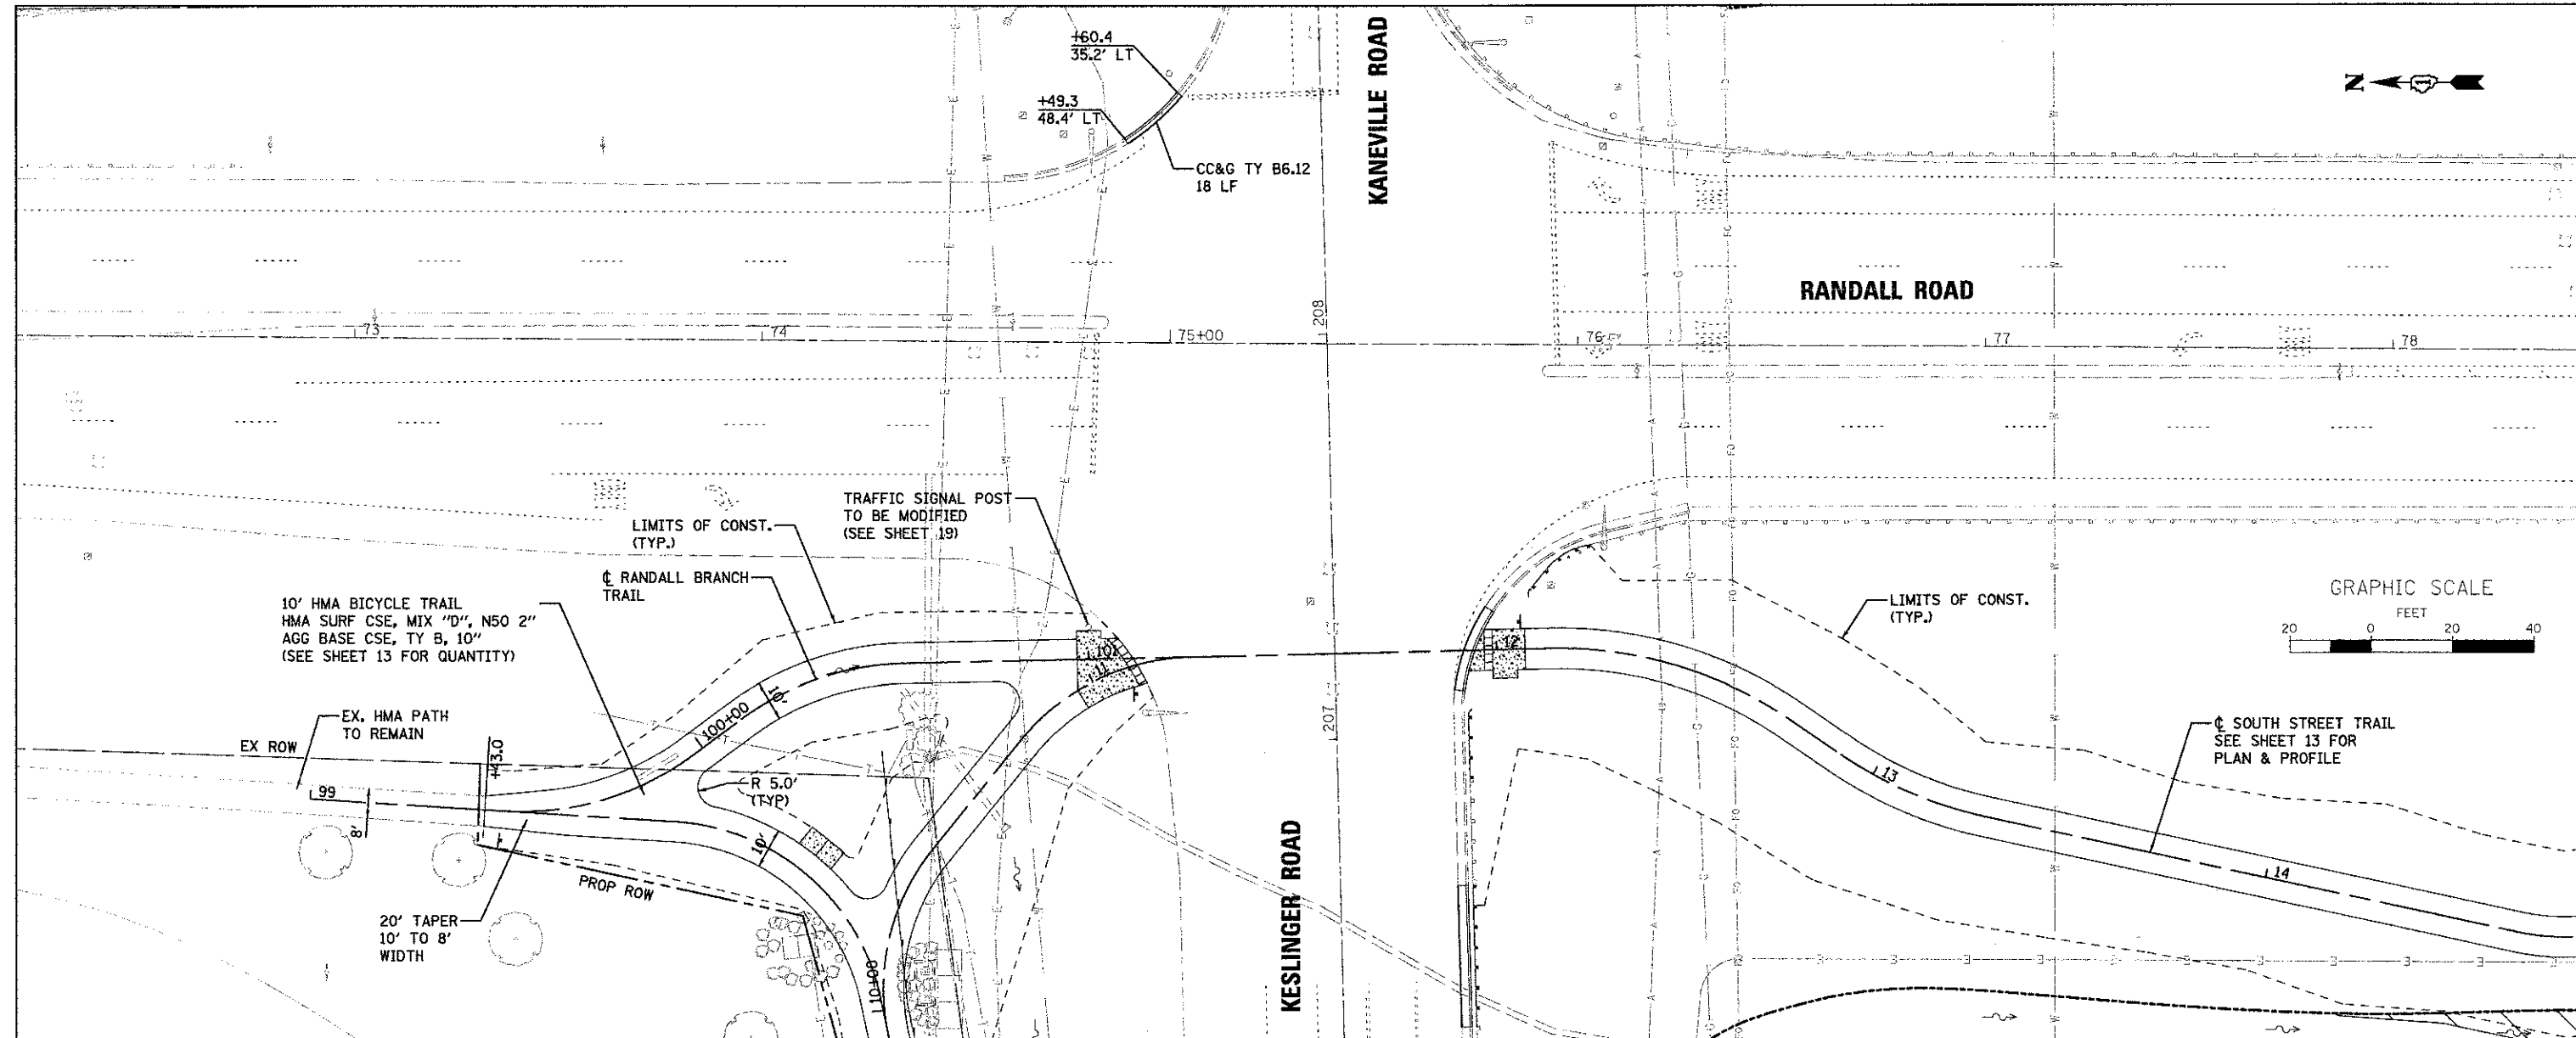 +60.4
35.2' LT
+49.3
48.4' LT
CC&G TY B6.12
18 LF
KANEVILLE ROAD
N
RANDALL ROAD
73
74
75+00
208
76
77
78
TRAFFIC SIGNAL POST
TO BE MODIFIED
(SEE SHEET 19)
LIMITS OF CONST.
(TYP.)
℄ RANDALL BRANCH
TRAIL
10' HMA BICYCLE TRAIL
HMA SURF CSE, MIX "D", N50 2"
AGG BASE CSE, TY B, 10"
(SEE SHEET 13 FOR QUANTITY)
GRAPHIC SCALE
FEET
20 0 20 40
LIMITS OF CONST.
(TYP.)
101
11
12
10'
100+00
207
EX. HMA PATH
TO REMAIN
EX ROW
+43.0
99
8'
R 5.0'
(TYP)
10'
℄ SOUTH STREET TRAIL
SEE SHEET 13 FOR
PLAN & PROFILE
13
14
PROP ROW
20' TAPER
10' TO 8'
WIDTH
10+00
KESLINGER ROAD